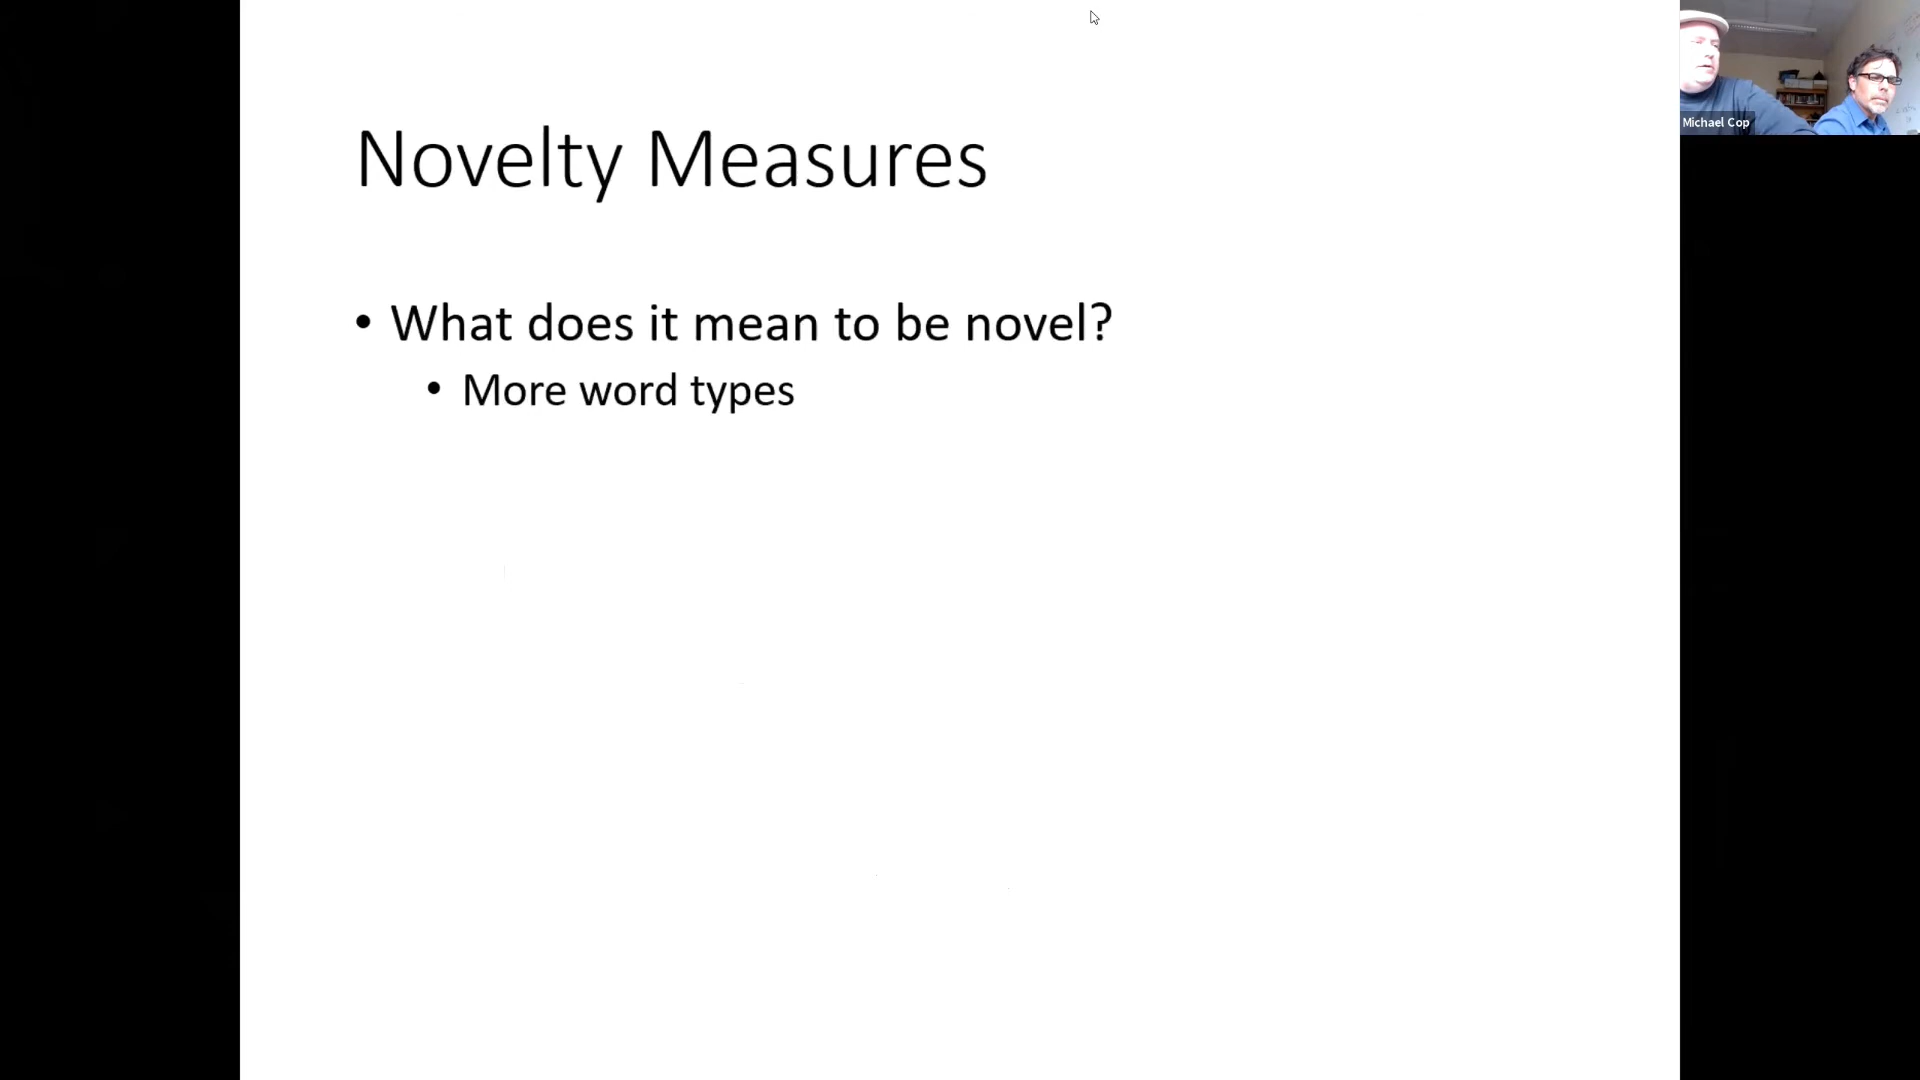 Novelty Measures
• What does it mean to be novel?
• More word types
Michael Cop